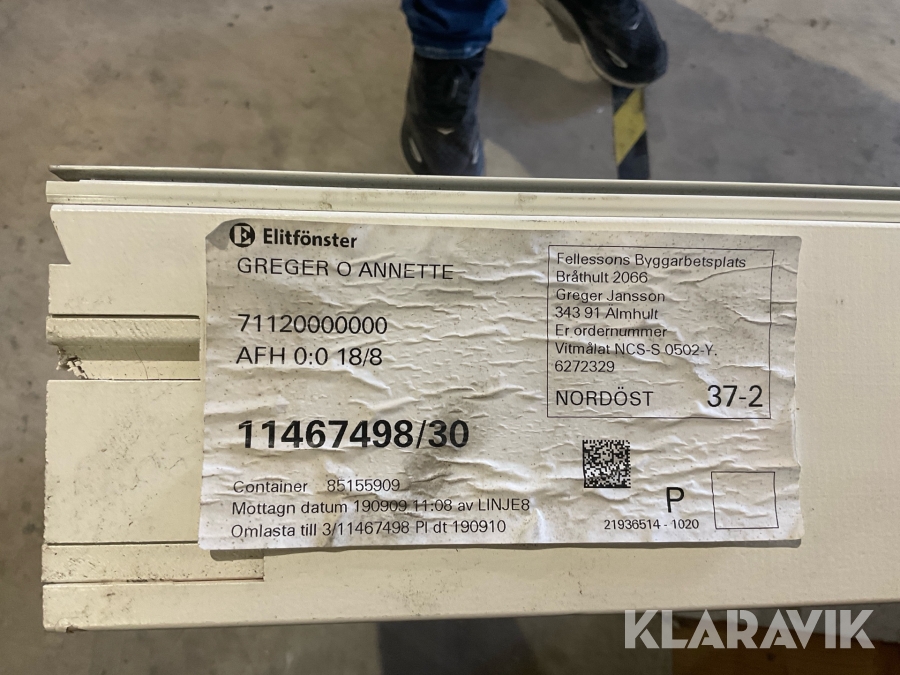 E Elitfönster
GREGER O ANNETTE
71120000000
AFH 0:0 18/8
11467498/30
Container 85155909
Mottagn datum 190909 11:08 av LINJE8
Omlasta till 3/11467498 Pl dt 190910
Fellessons Byggarbetsplats
Bråthult 2066
Greger Jansson
343 91 Älmhult
Er ordernummer
Vitmålat NCS-S 0502-Y.
6272329
NORDÖST 37-2
P
21936514 - 1020
KLARAVIK